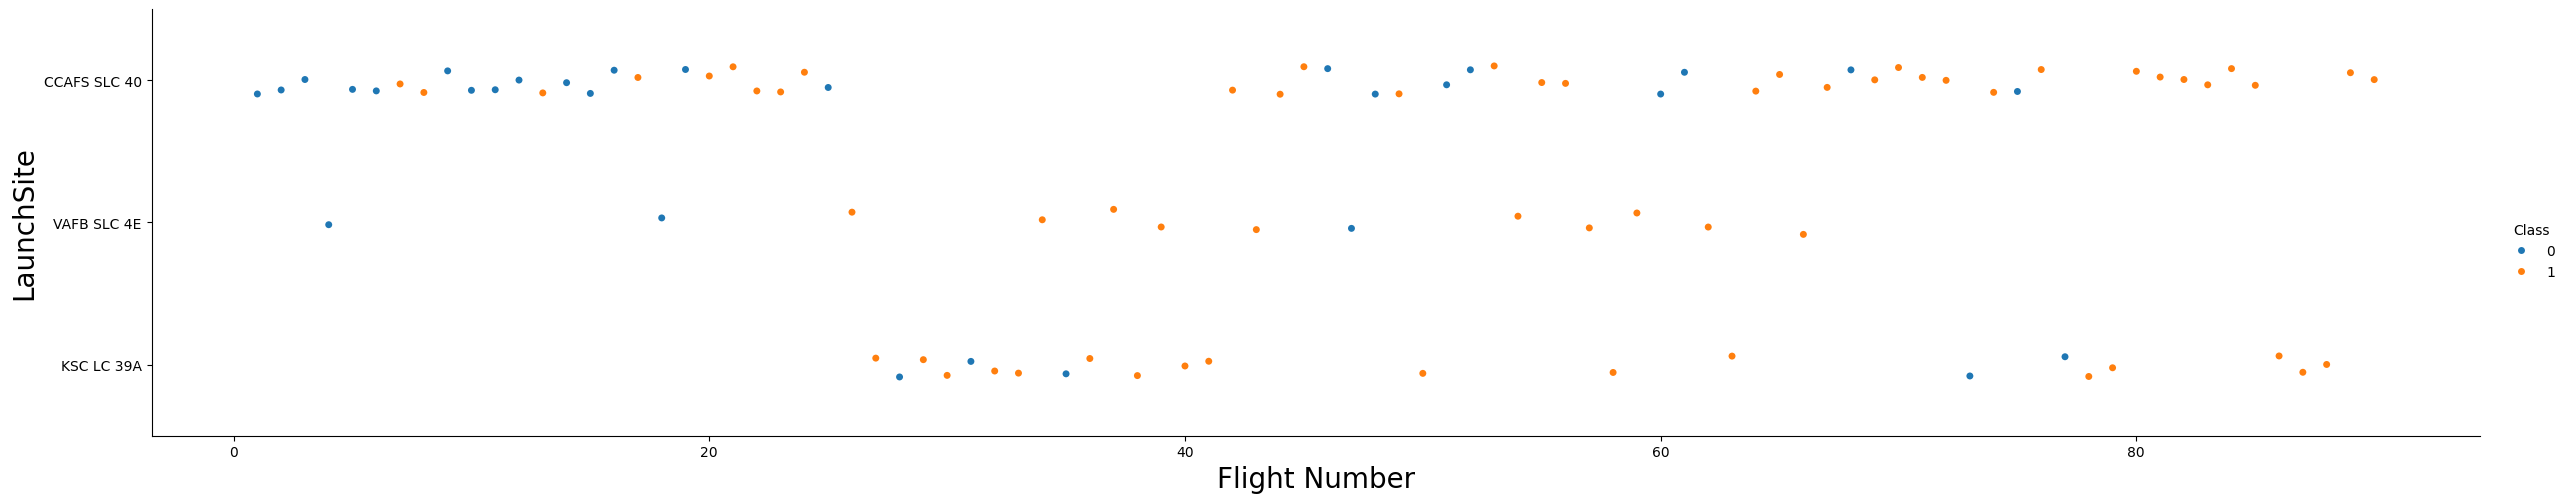 LaunchSite
CCAFS SLC 40
VAFB SLC 4E
KSC LC 39A
0 20 40 60 80
Flight Number
Class
0
1